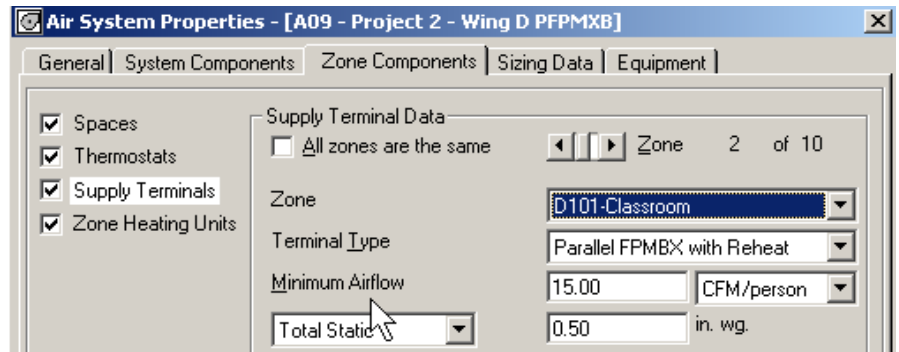 Air System Properties - [A09 - Project 2 - Wing D PFPMXB]
General System Components Zone Components Sizing Data Equipment
Spaces
Thermostats
Supply Terminals
Zone Heating Units
Supply Terminal Data
All zones are the same Zone 2 of 10
Zone D101-Classroom
Terminal Type Parallel FPMBX with Reheat
Minimum Airflow 15.00 CFM/person
Total Static 0.50 in. wg.